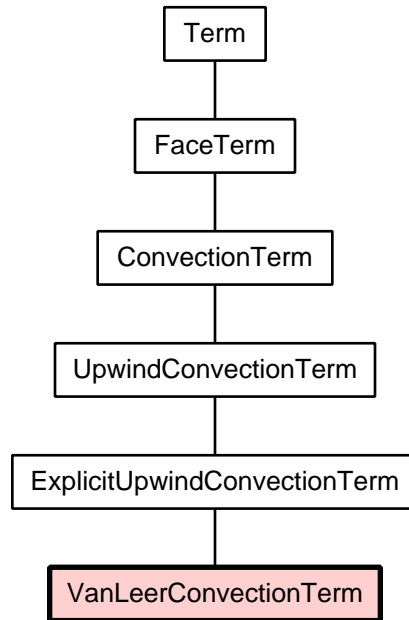 Term
FaceTerm
ConvectionTerm
UpwindConvectionTerm
ExplicitUpwindConvectionTerm
VanLeerConvectionTerm